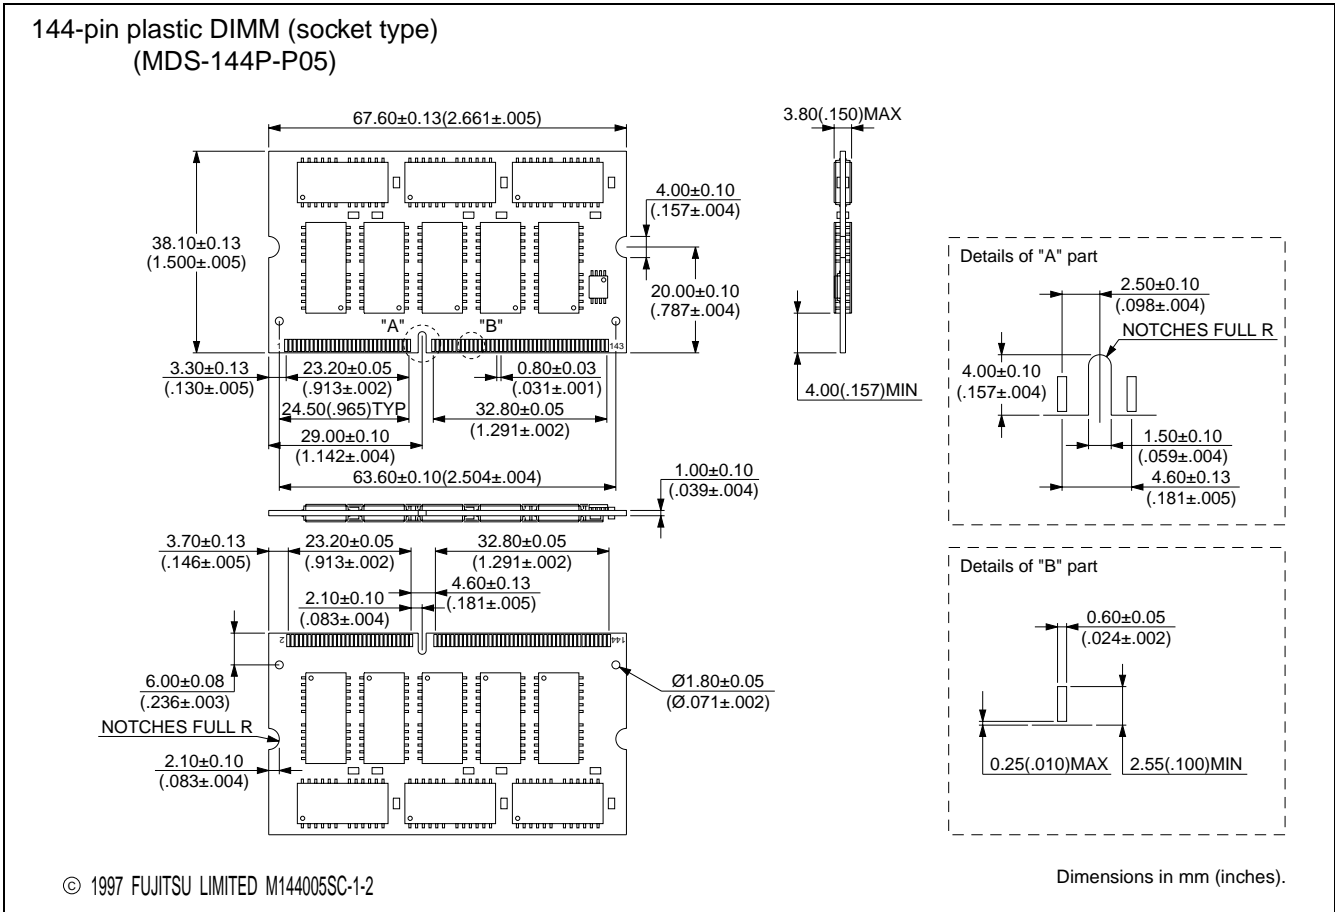 144-pin plastic DIMM (socket type)
(MDS-144P-P05)
67.60±0.13(2.661±.005)
3.80(.150)MAX
4.00±0.10
(.157±.004)
38.10±0.13
(1.500±.005)
20.00±0.10
(.787±.004)
"A"
"B"
1
143
3.30±0.13
(.130±.005)
23.20±0.05
(.913±.002)
0.80±0.03
(.031±.001)
4.00(.157)MIN
24.50(.965)TYP
32.80±0.05
(1.291±.002)
29.00±0.10
(1.142±.004)
63.60±0.10(2.504±.004)
1.00±0.10
(.039±.004)
3.70±0.13
(.146±.005)
23.20±0.05
(.913±.002)
32.80±0.05
(1.291±.002)
4.60±0.13
(.181±.005)
2.10±0.10
(.083±.004)
2
144
6.00±0.08
(.236±.003)
Ø1.80±0.05
(Ø.071±.002)
NOTCHES FULL R
2.10±0.10
(.083±.004)
Details of "A" part
2.50±0.10
(.098±.004)
NOTCHES FULL R
4.00±0.10
(.157±.004)
1.50±0.10
(.059±.004)
4.60±0.13
(.181±.005)
Details of "B" part
0.60±0.05
(.024±.002)
0.25(.010)MAX
2.55(.100)MIN
© 1997 FUJITSU LIMITED M144005SC-1-2
Dimensions in mm (inches).